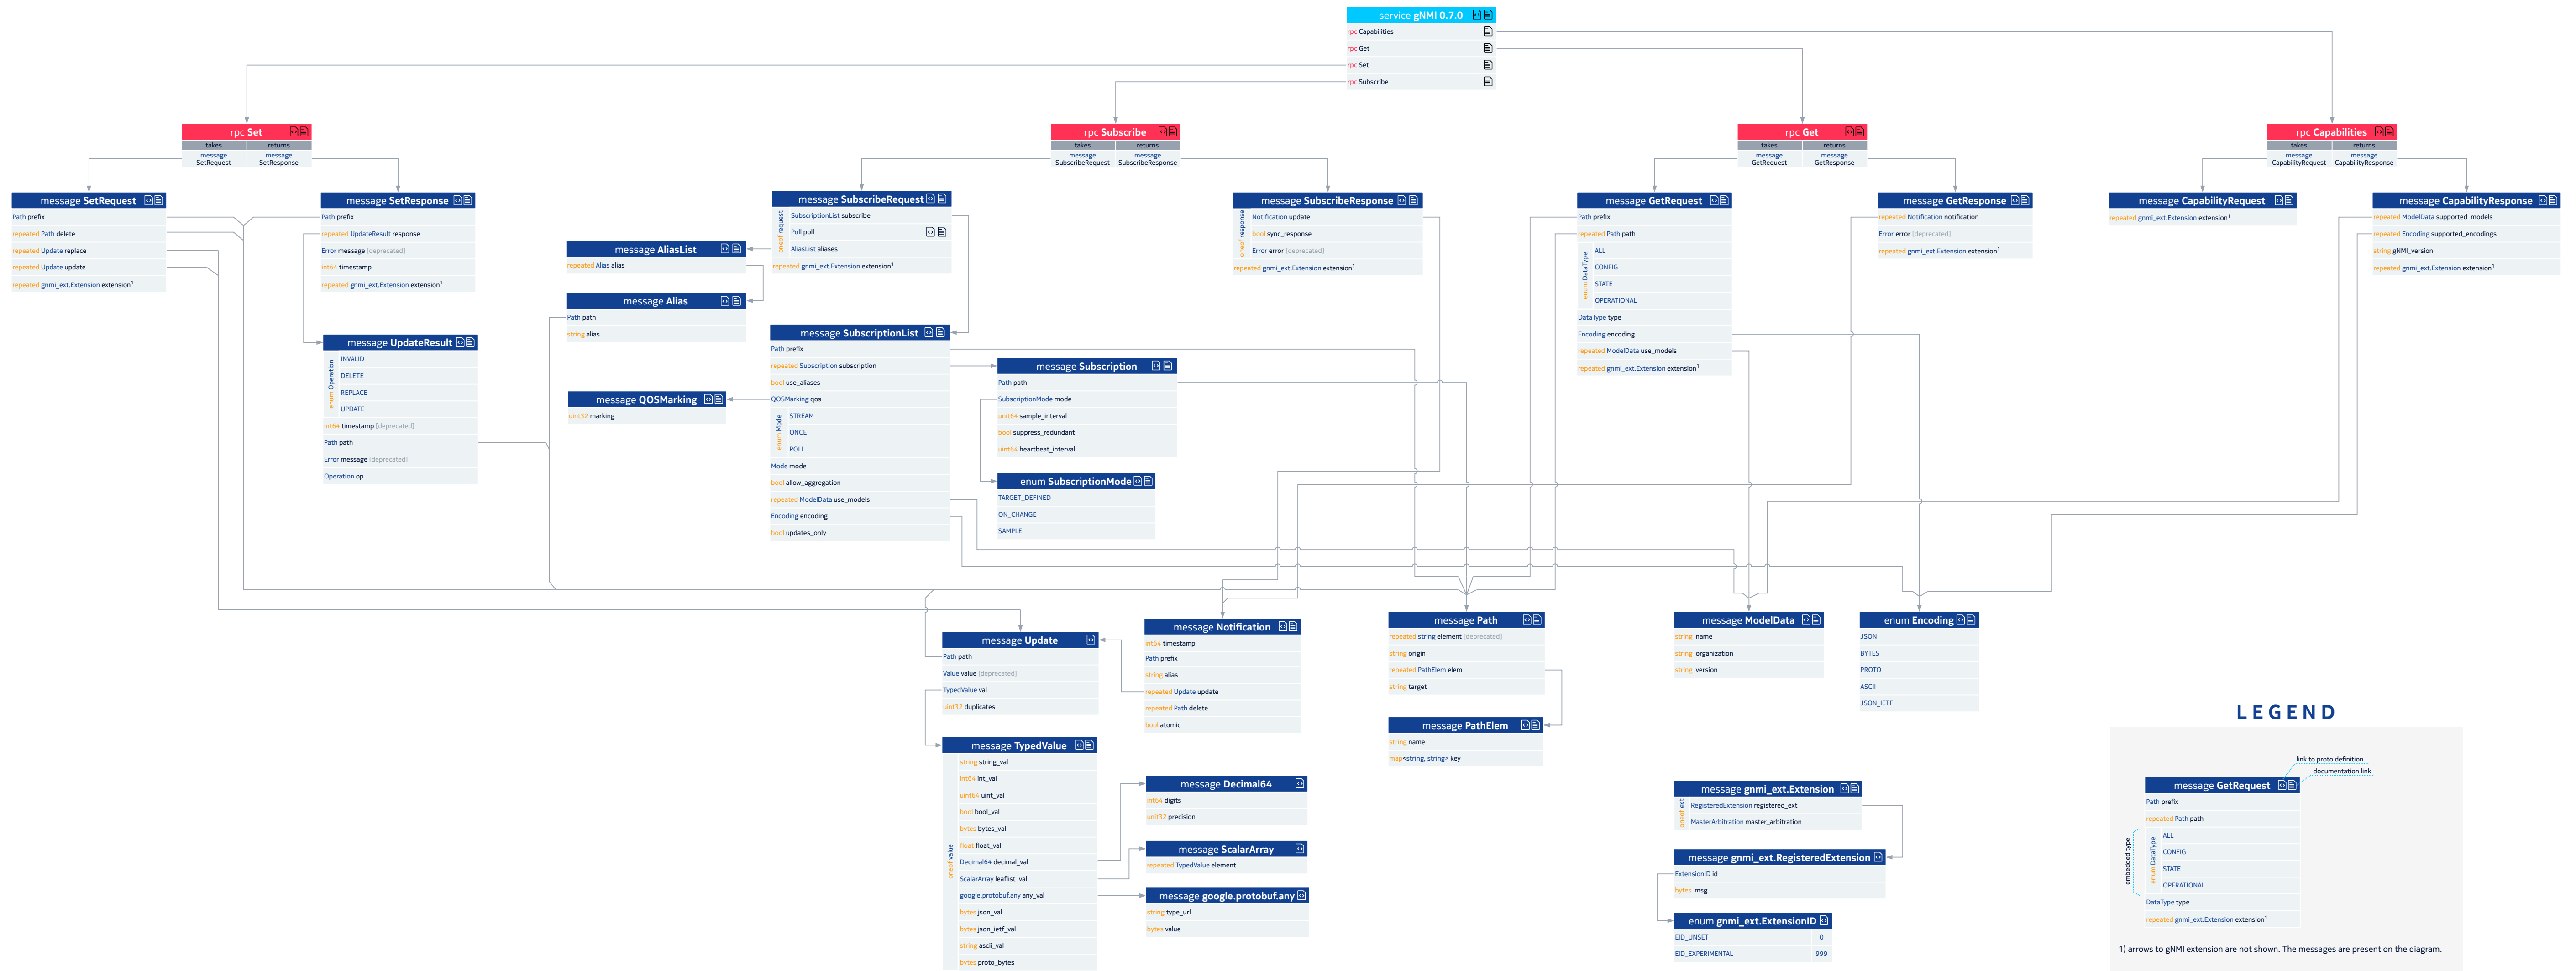 service gNMI 0.7.0
rpc Capabilities
rpc Get
rpc Set
rpc Subscribe
rpc Set
takes returns
message SetRequest
message SetResponse
rpc Subscribe
takes returns
message SubscribeRequest
message SubscribeResponse
rpc Get
takes returns
message GetRequest
message GetResponse
rpc Capabilities
takes returns
message CapabilityRequest
message CapabilityResponse
message SetRequest
Path prefix
repeated Path delete
repeated Update replace
repeated Update update
repeated gnmi_ext.Extension extension1
message SetResponse
Path prefix
repeated UpdateResult response
Error message [deprecated]
int64 timestamp
repeated gnmi_ext.Extension extension1
message UpdateResult
enum Operation
INVALID
DELETE
REPLACE
UPDATE
int64 timestamp [deprecated]
Path path
Error message [deprecated]
Operation op
message SubscribeRequest
oneof request
SubscriptionList subscribe
Poll poll
AliasList aliases
repeated gnmi_ext.Extension extension1
message AliasList
repeated Alias alias
message Alias
Path path
string alias
message SubscriptionList
Path prefix
repeated Subscription subscription
bool use_aliases
QOSMarking qos
enum Mode
STREAM
ONCE
POLL
Mode mode
bool allow_aggregation
repeated ModelData use_models
Encoding encoding
bool updates_only
message QOSMarking
uint32 marking
message Subscription
Path path
SubscriptionMode mode
unit64 sample_interval
bool suppress_redundant
uint64 heartbeat_interval
enum SubscriptionMode
TARGET_DEFINED
ON_CHANGE
SAMPLE
message SubscribeResponse
oneof response
Notification update
bool sync_response
Error error [deprecated]
repeated gnmi_ext.Extension extension1
message GetRequest
Path prefix
repeated Path path
enum DataType
ALL
CONFIG
STATE
OPERATIONAL
DataType type
Encoding encoding
repeated ModelData use_models
repeated gnmi_ext.Extension extension1
message GetResponse
repeated Notification notification
Error error [deprecated]
repeated gnmi_ext.Extension extension1
message CapabilityRequest
repeated gnmi_ext.Extension extension1
message CapabilityResponse
repeated ModelData supported_models
repeated Encoding supported_encodings
string gNMI_version
repeated gnmi_ext.Extension extension1
message Update
Path path
Value value [deprecated]
TypedValue val
uint32 duplicates
message Notification
int64 timestamp
Path prefix
string alias
repeated Update update
repeated Path delete
bool atomic
message Path
repeated string element [deprecated]
string origin
repeated PathElem elem
string target
message PathElem
string name
map<string, string> key
message ModelData
string name
string organization
string version
enum Encoding
JSON
BYTES
PROTO
ASCII
JSON_IETF
message TypedValue
oneof value
string string_val
int64 int_val
uint64 uint_val
bool bool_val
bytes bytes_val
float float_val
Decimal64 decimal_val
ScalarArray leaflist_val
google.protobuf.any any_val
bytes json_val
bytes json_ietf_val
string ascii_val
bytes proto_bytes
message Decimal64
int64 digits
unit32 precision
message ScalarArray
repeated TypedValue element
message google.protobuf.any
string type_url
bytes value
message gnmi_ext.Extension
oneof ext
RegisteredExtension registered_ext
MasterArbitration master_arbitration
message gnmi_ext.RegisteredExtension
ExtensionID id
bytes msg
enum gnmi_ext.ExtensionID
EID_UNSET 0
EID_EXPERIMENTAL 999
LEGEND
link to proto definition
documentation link
message GetRequest
Path prefix
repeated Path path
embedded type
enum DataType
ALL
CONFIG
STATE
OPERATIONAL
DataType type
repeated gnmi_ext.Extension extension1
1) arrows to gNMI extension are not shown. The messages are present on the diagram.